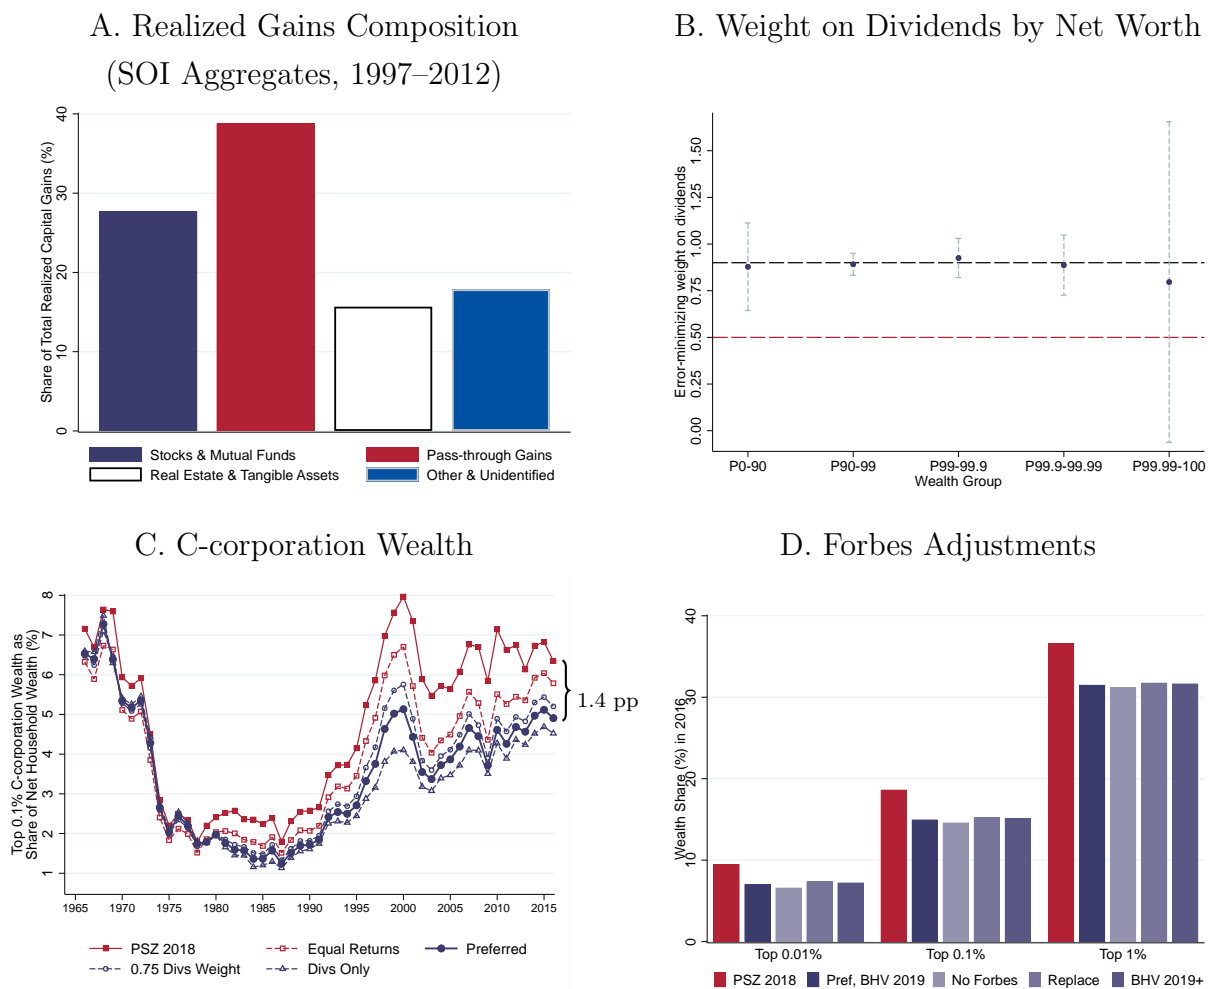 A. Realized Gains Composition
(SOI Aggregates, 1997–2012)
Share of Total Realized Capital Gains (%)
40
30
20
10
0
Stocks & Mutual Funds
Pass-through Gains
Real Estate & Tangible Assets
Other & Unidentified
B. Weight on Dividends by Net Worth
Error-minimizing weight on dividends
1.50
1.25
1.00
0.75
0.50
0.25
0.00
P0-90
P90-99
P99-99.9
P99.9-99.99
P99.99-100
Wealth Group
C. C-corporation Wealth
Top 0.1% C-corporation Wealth as
Share of Net Household Wealth (%)
8
7
6
5
4
3
2
1
1.4 pp
1965
1970
1975
1980
1985
1990
1995
2000
2005
2010
2015
PSZ 2018
Equal Returns
Preferred
0.75 Divs Weight
Divs Only
D. Forbes Adjustments
Wealth Share (%) in 2016
40
30
20
10
0
Top 0.01%
Top 0.1%
Top 1%
PSZ 2018
Pref, BHV 2019
No Forbes
Replace
BHV 2019+